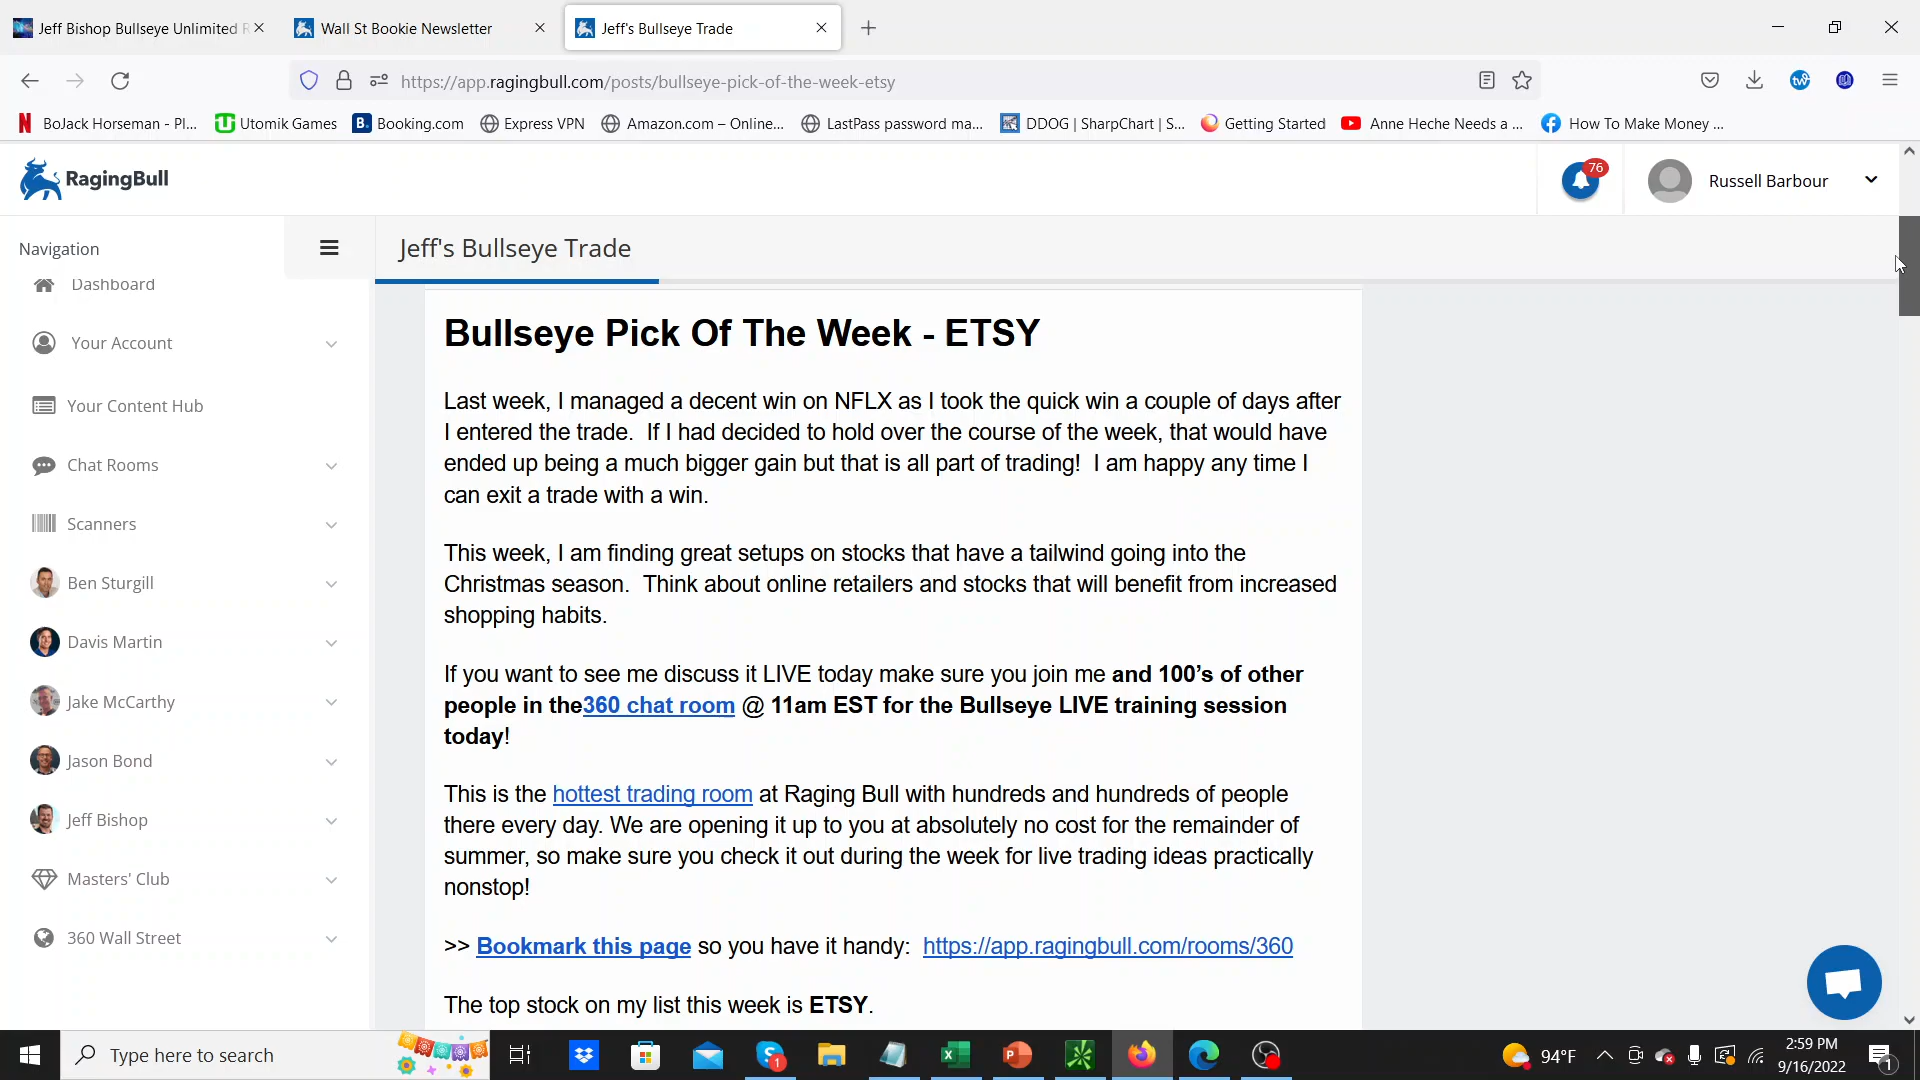 Jeff Bishop Bullseye Unlimited R
Wall St Bookie Newsletter
Jeff's Bullseye Trade
https://app.ragingbull.com/posts/bullseye-pick-of-the-week-etsy
tw
N BoJack Horseman - Pl...
Utomik Games
B. Booking.com
Express VPN
Amazon.com – Online...
LastPass password ma...
DDOG | SharpChart | S...
Getting Started
Anne Heche Needs a ...
How To Make Money ...
RagingBull
76
Russell Barbour
Navigation
Jeff's Bullseye Trade
Dashboard
Your Account
Your Content Hub
Chat Rooms
Scanners
Ben Sturgill
Davis Martin
Jake McCarthy
Jason Bond
Jeff Bishop
Masters' Club
360 Wall Street
Bullseye Pick Of The Week - ETSY
Last week, I managed a decent win on NFLX as I took the quick win a couple of days after
I entered the trade.  If I had decided to hold over the course of the week, that would have
ended up being a much bigger gain but that is all part of trading!  I am happy any time I
can exit a trade with a win.
This week, I am finding great setups on stocks that have a tailwind going into the
Christmas season.  Think about online retailers and stocks that will benefit from increased
shopping habits.
If you want to see me discuss it LIVE today make sure you join me and 100's of other
people in the360 chat room @ 11am EST for the Bullseye LIVE training session
today!
This is the hottest trading room at Raging Bull with hundreds and hundreds of people
there every day. We are opening it up to you at absolutely no cost for the remainder of
summer, so make sure you check it out during the week for live trading ideas practically
nonstop!
>> Bookmark this page so you have it handy:  https://app.ragingbull.com/rooms/360
The top stock on my list this week is ETSY.
Type here to search
1
94°F
2:59 PM
9/16/2022
1